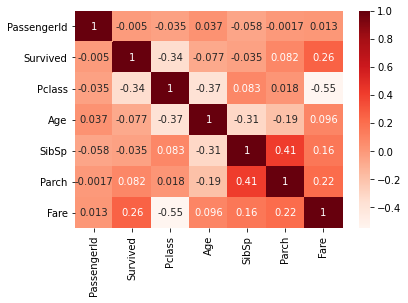 PassengerId 1 -0.005 -0.035 0.037 -0.058 -0.0017 0.013
Survived -0.005 1 -0.34 -0.077 -0.035 0.082 0.26
Pclass -0.035 -0.34 1 -0.37 0.083 0.018 -0.55
Age 0.037 -0.077 -0.37 1 -0.31 -0.19 0.096
SibSp -0.058 -0.035 0.083 -0.31 1 0.41 0.16
Parch -0.0017 0.082 0.018 -0.19 0.41 1 0.22
Fare 0.013 0.26 -0.55 0.096 0.16 0.22 1
PassengerId Survived Pclass Age SibSp Parch Fare
1.0
0.8
0.6
0.4
0.2
0.0
-0.2
-0.4